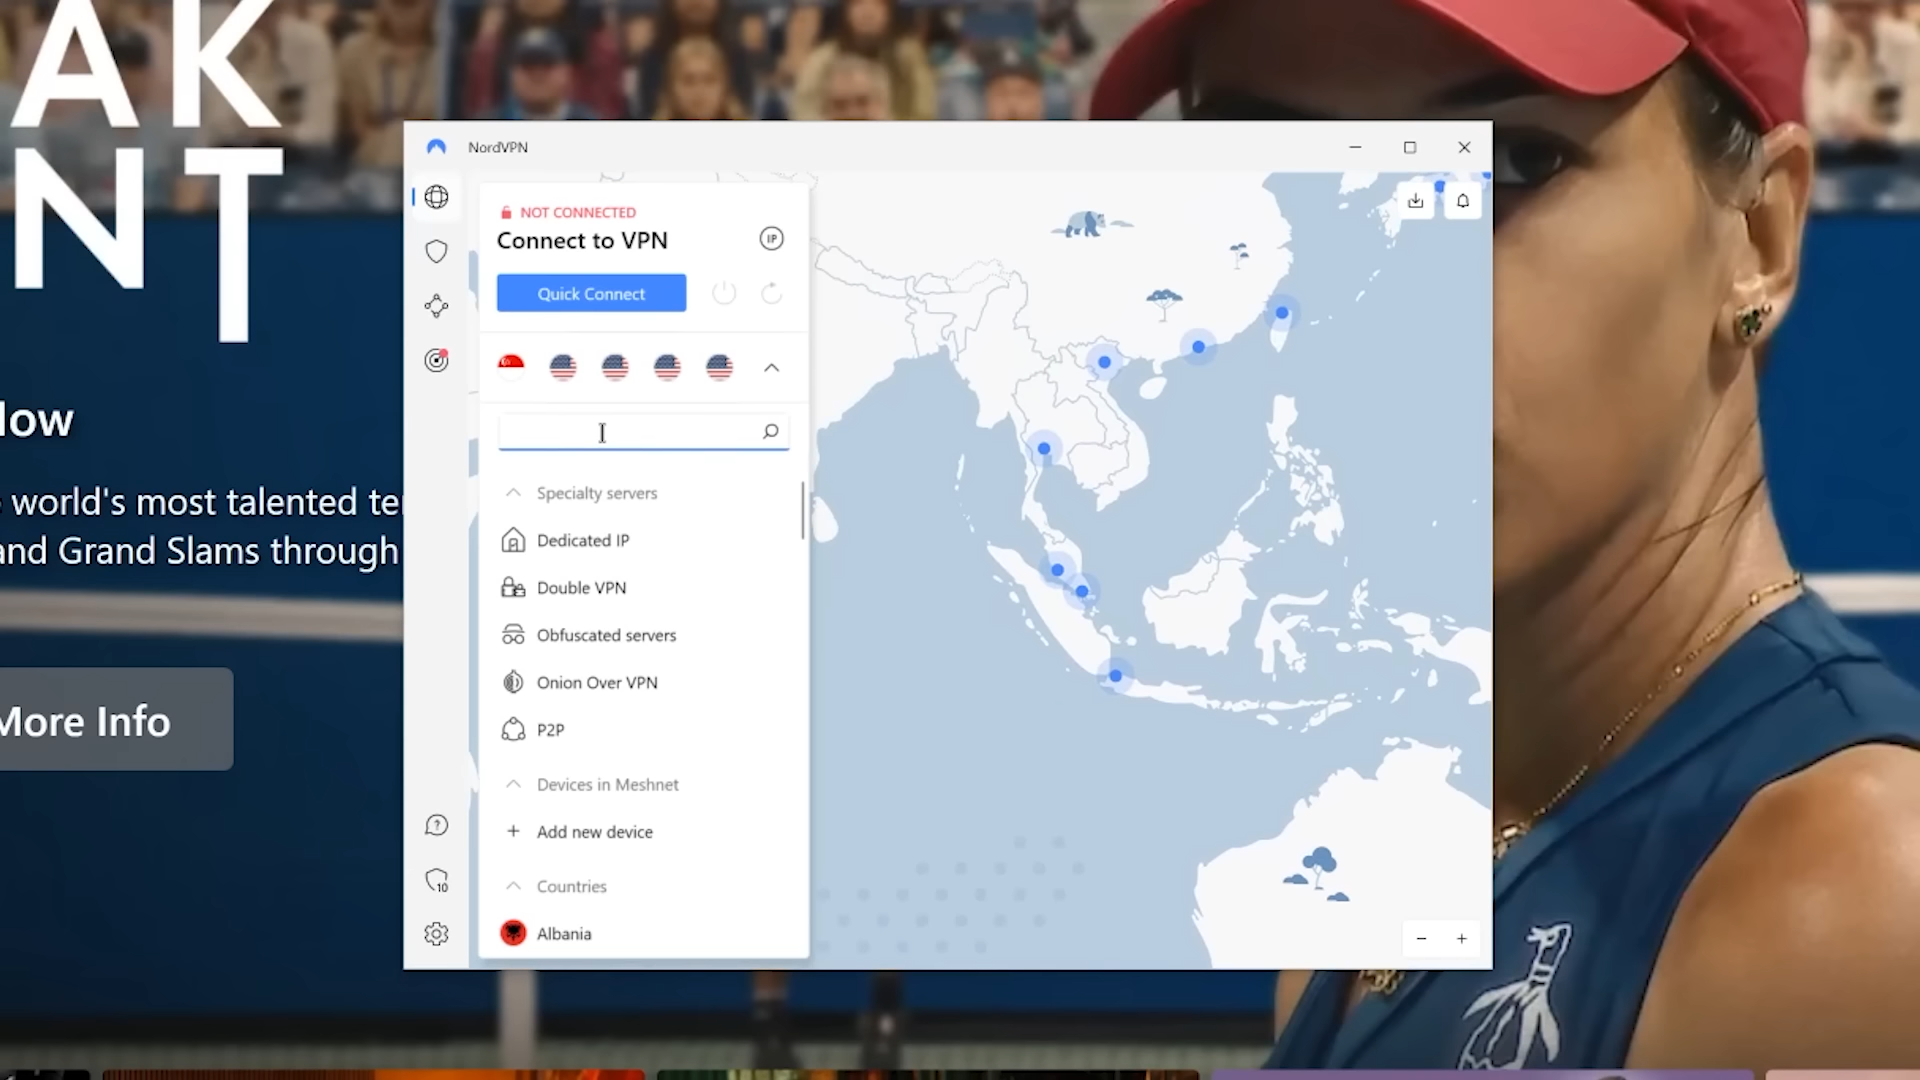 AK
NT
low
world's most talented te
and Grand Slams through
More Info
NordVPN
NOT CONNECTED
Connect to VPN
IP
Quick Connect
Specialty servers
Dedicated IP
Double VPN
Obfuscated servers
Onion Over VPN
P2P
Devices in Meshnet
+ Add new device
Countries
Albania
10